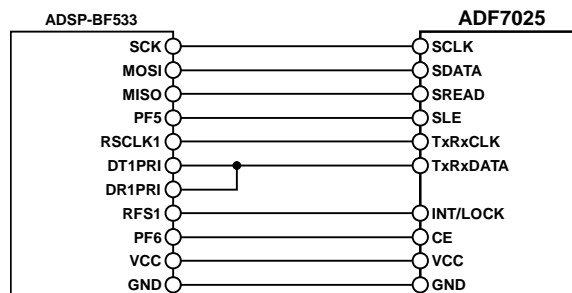 ADSP-BF533 ADF7025
SCK SCLK
MOSI SDATA
MISO SREAD
PF5 SLE
RSCLK1 TxRxCLK
DT1PRI TxRxDATA
DR1PRI
RFS1 INT/LOCK
PF6 CE
VCC VCC
GND GND